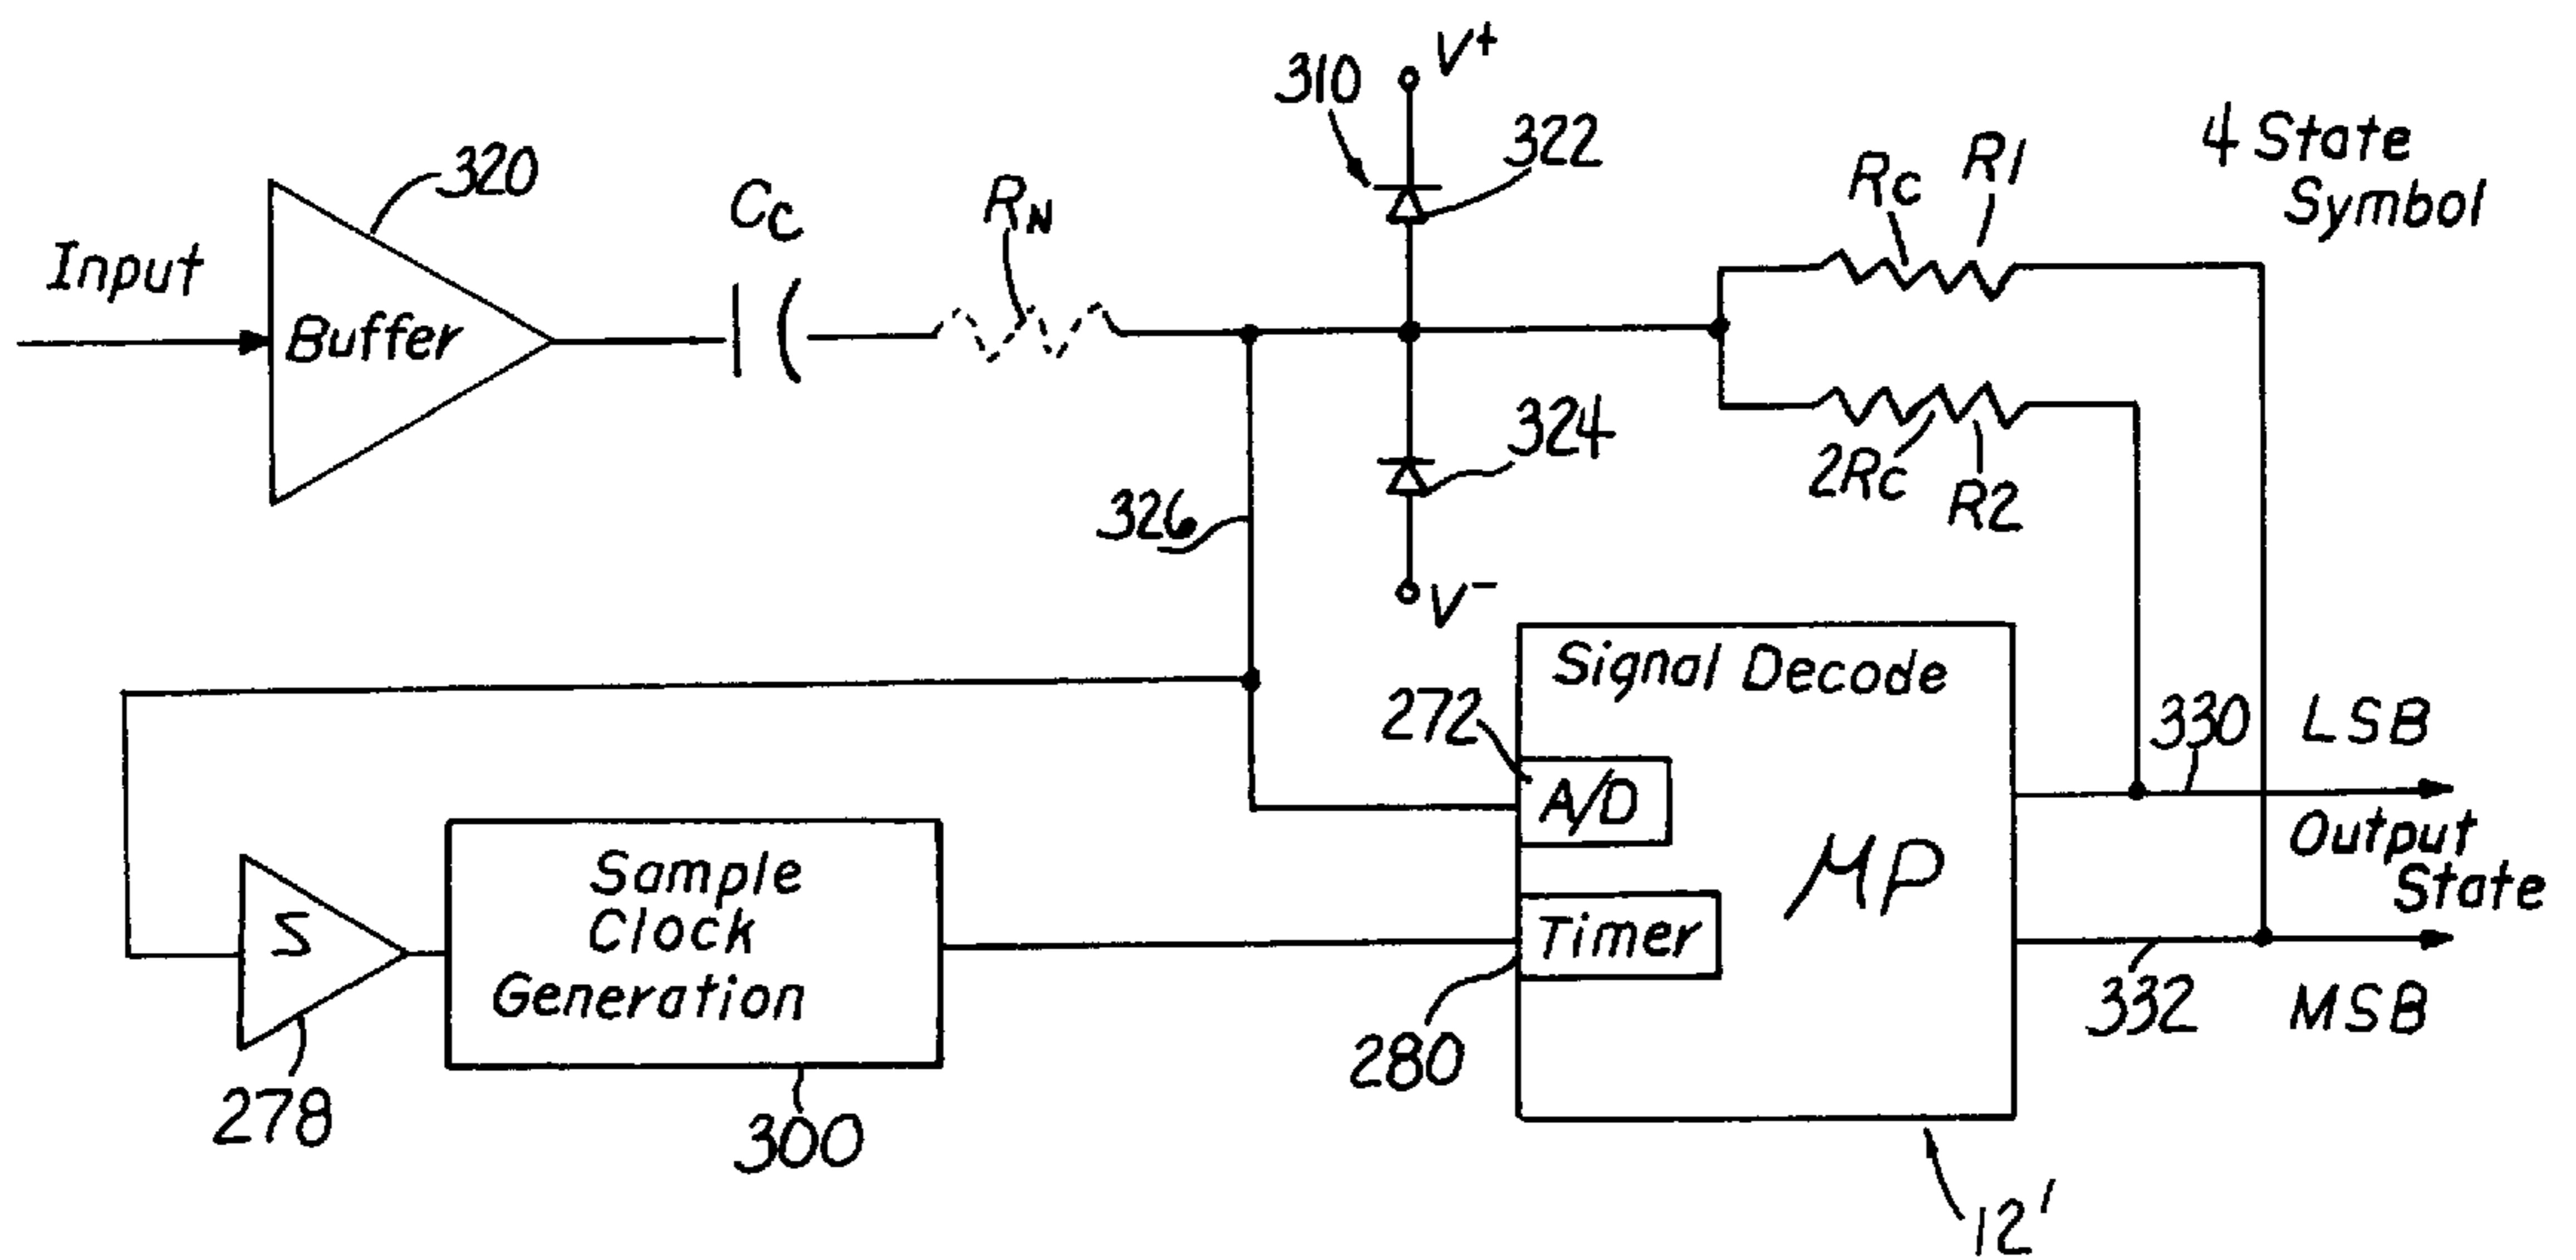 V+
310
322
4 State
Symbol
Rc
R1
320
Cc
RN
Input
Buffer
324
2Rc
R2
326
V-
Signal Decode
272
A/D
330
LSB
Output
State
μP
Sample
Clock
Generation
S
Timer
332
MSB
280
278
300
12'